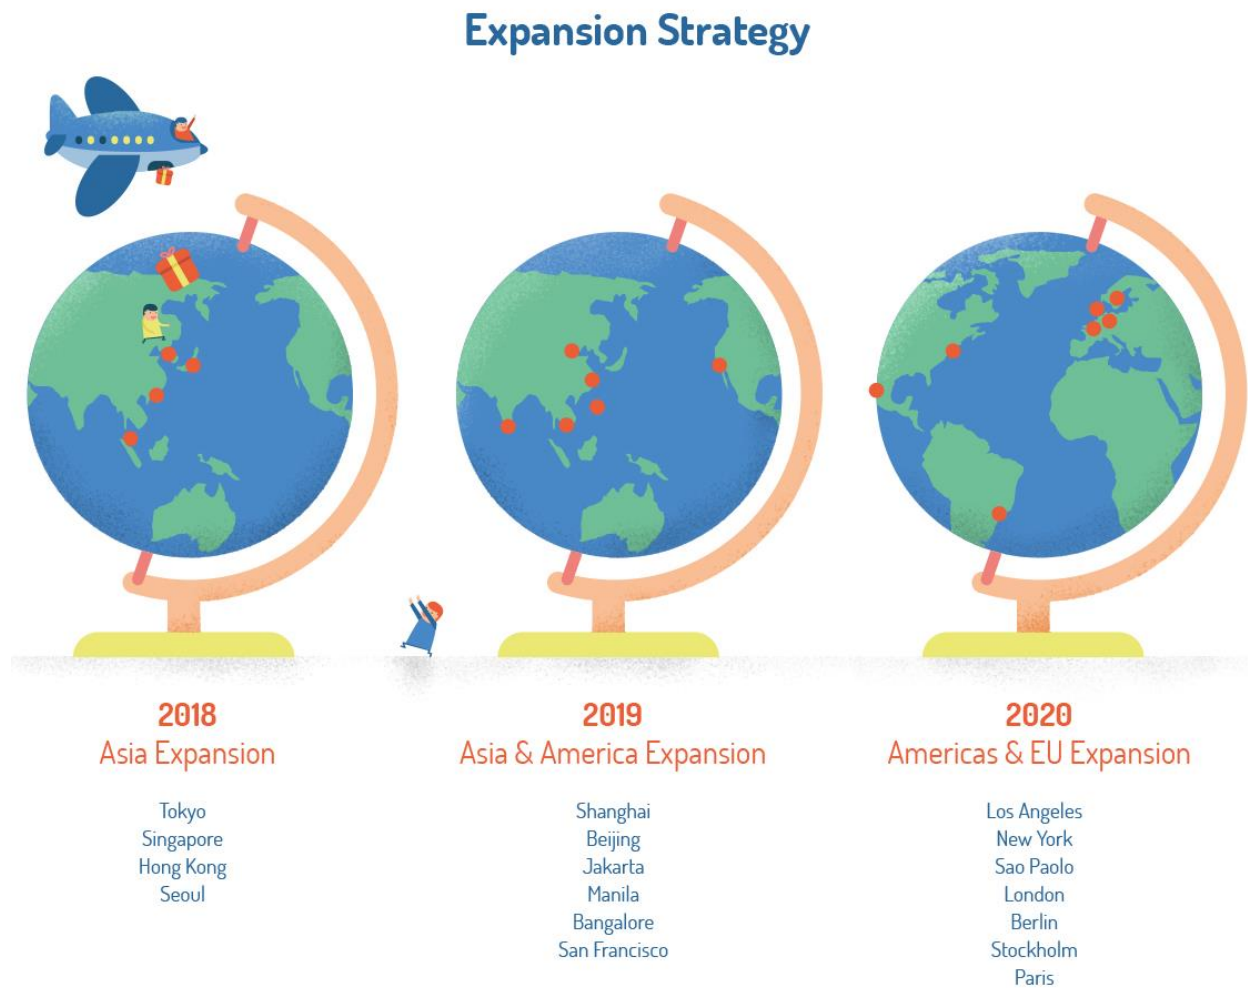 Expansion Strategy
2018
Asia Expansion
Tokyo
Singapore
Hong Kong
Seoul
2019
Asia & America Expansion
Shanghai
Beijing
Jakarta
Manila
Bangalore
San Francisco
2020
Americas & EU Expansion
Los Angeles
New York
Sao Paolo
London
Berlin
Stockholm
Paris